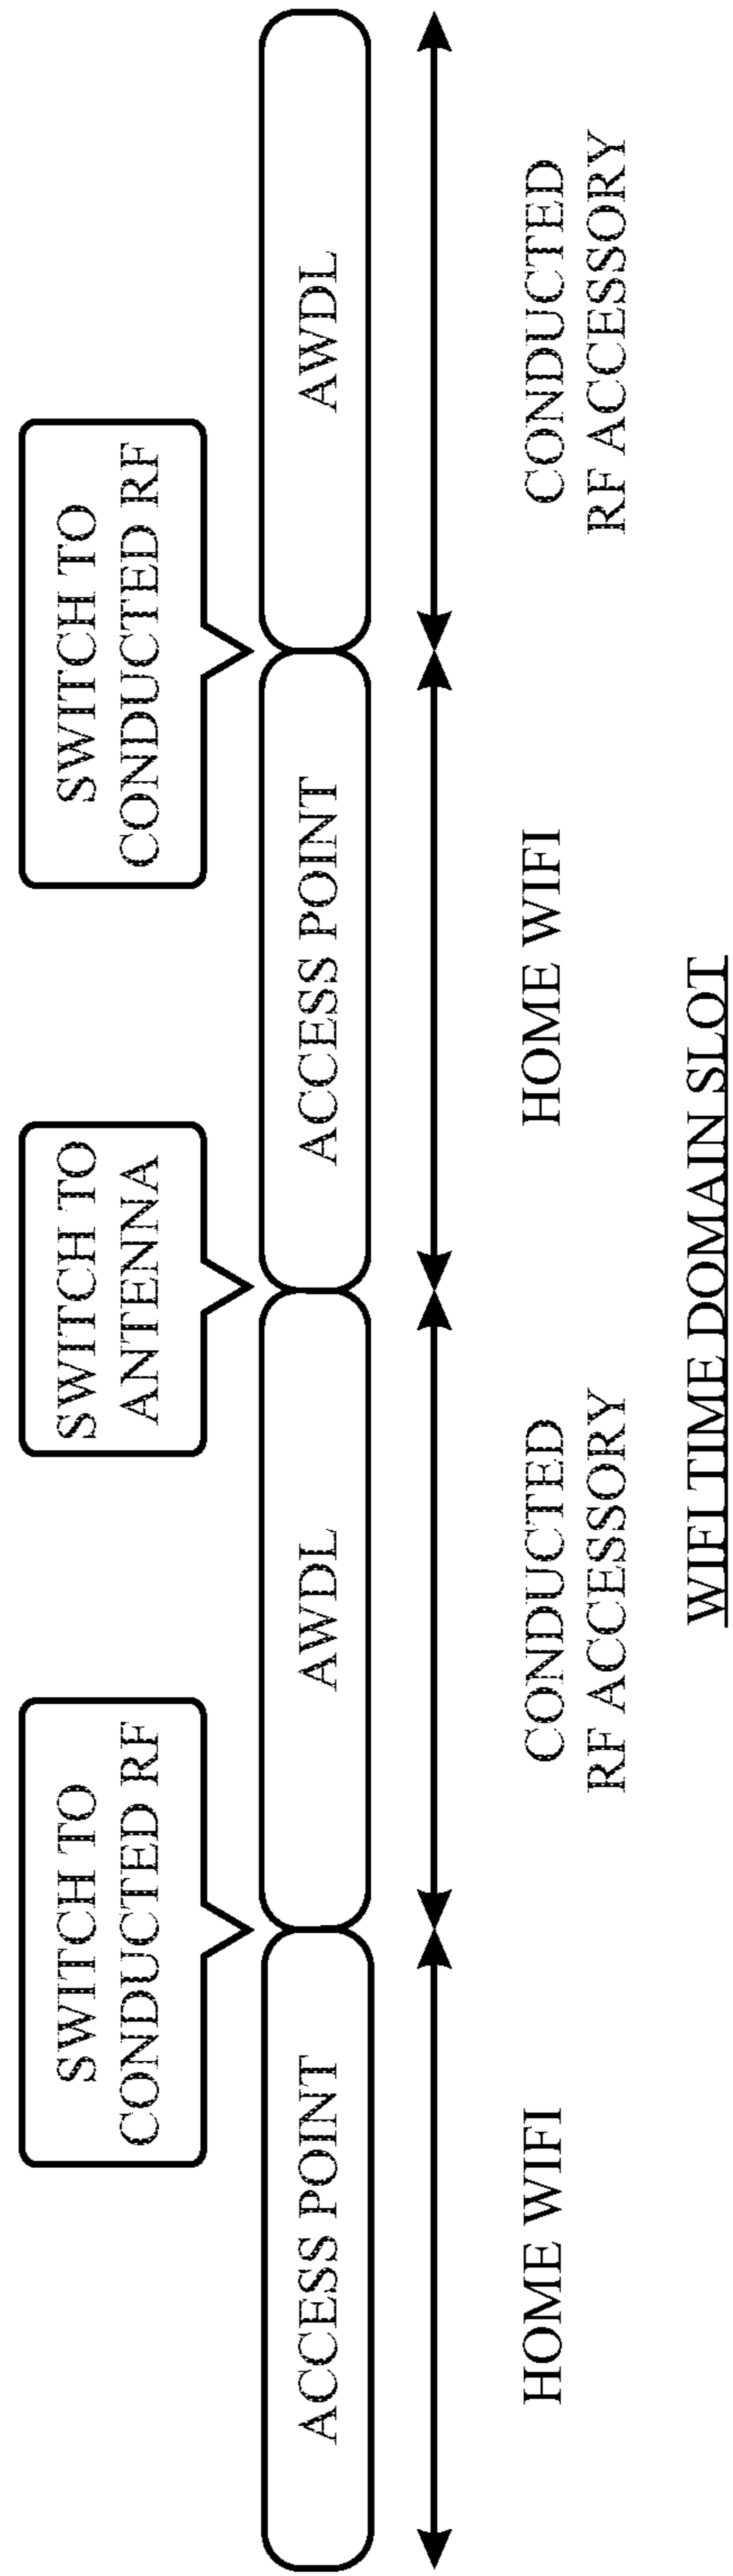 SWITCH TO
CONDUCTED RF
SWITCH TO
ANTENNA
SWITCH TO
CONDUCTED RF
ACCESS POINT
AWDL
ACCESS POINT
AWDL
HOME WIFI
CONDUCTED
RF ACCESSORY
HOME WIFI
CONDUCTED
RF ACCESSORY
WIFI TIME DOMAIN SLOT